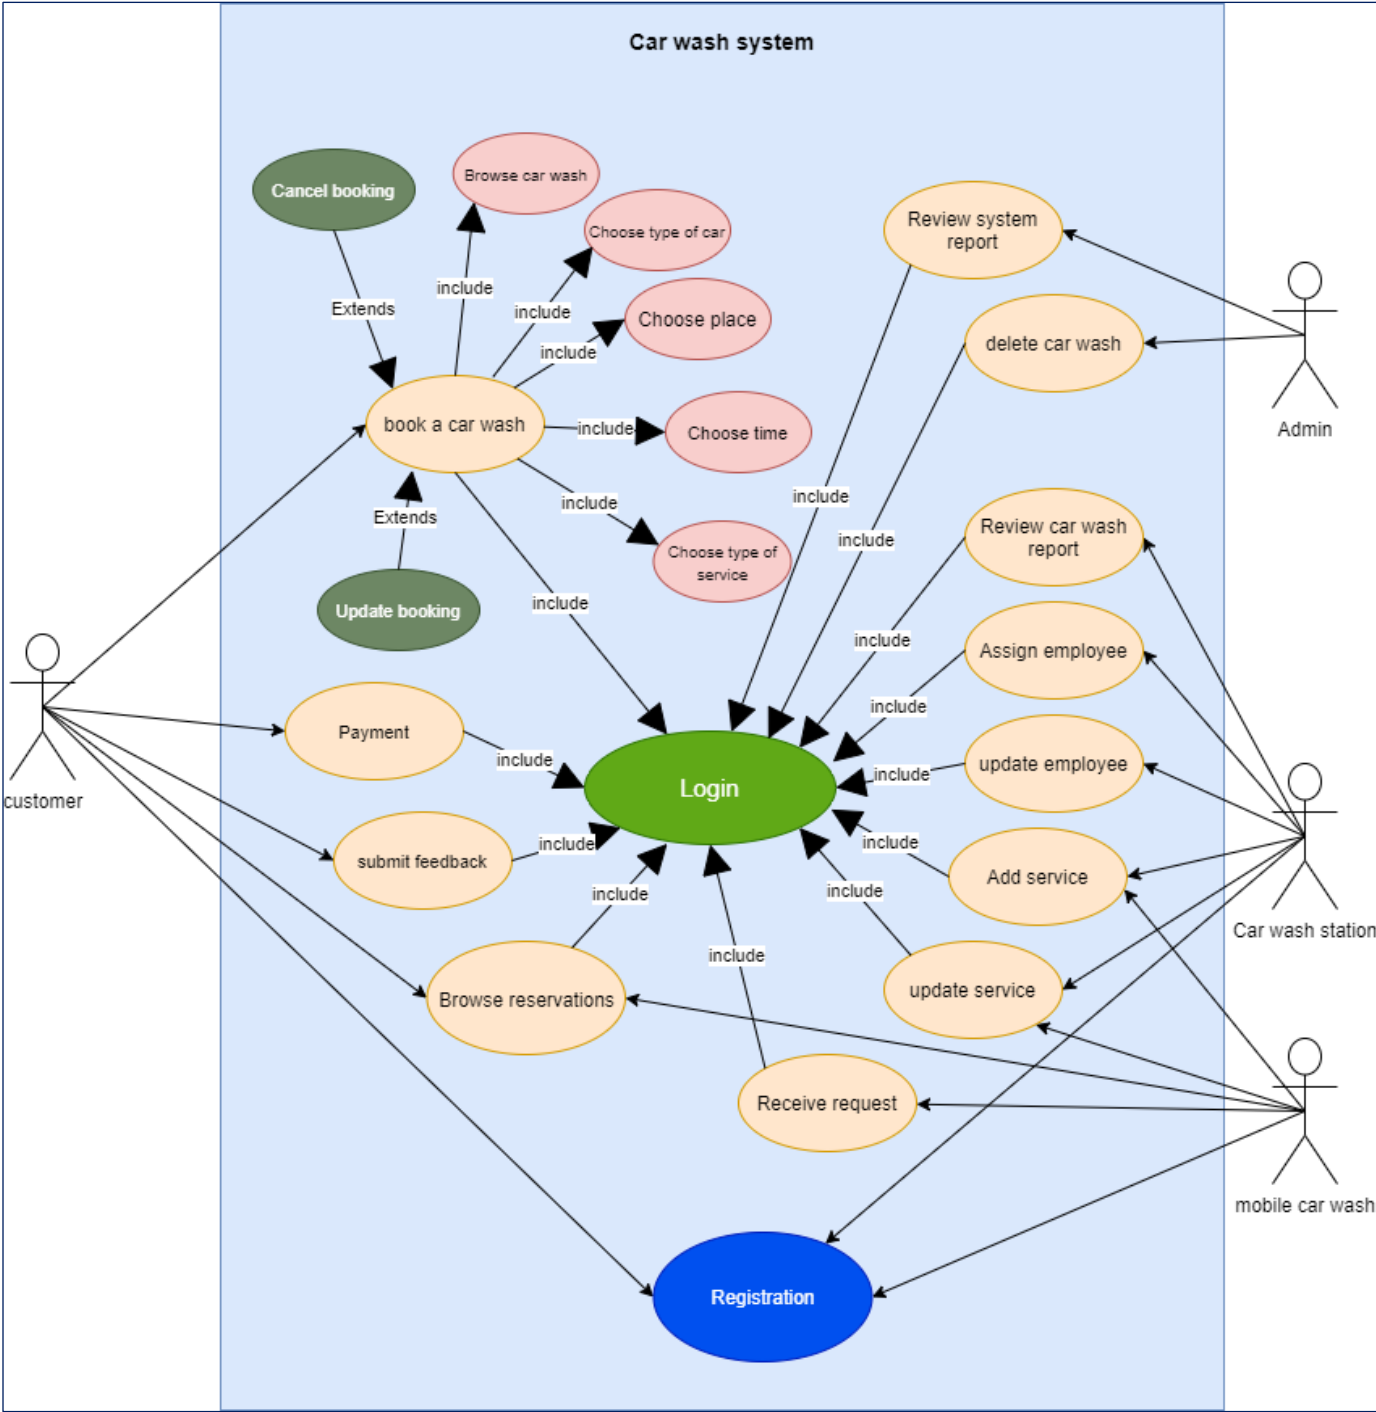 Car wash system
Cancel booking
Browse car wash
Choose type of car
Review system
report
Extends
include
include
Choose place
include
delete car wash
book a car wash
include
Choose time
Admin
include
include
Extends
Choose type of
service
include
Review car wash
report
Update booking
include
include
Assign employee
include
Payment
include
Login
include
update employee
customer
submit feedback
include
include
Add service
include
include
Car wash station
Browse reservations
include
update service
Receive request
mobile car wash
Registration